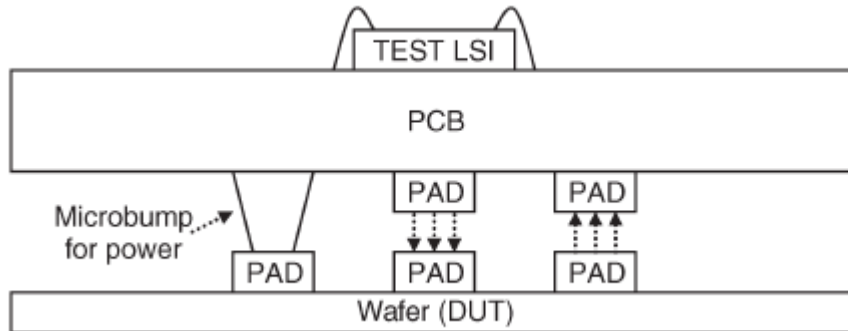 TEST LSI
PCB
PAD
PAD
Microbump
for power
PAD
PAD
PAD
Wafer (DUT)